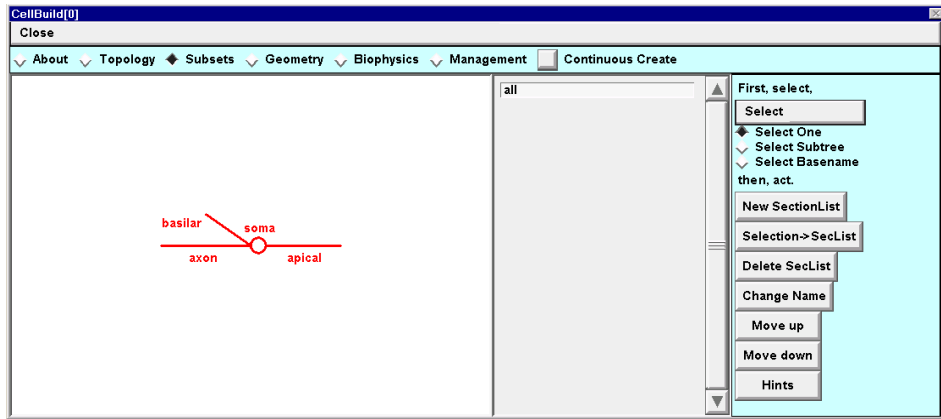 CellBuild[0]
Close
About Topology Subsets Geometry Biophysics Management Continuous Create
all
First, select,
Select
Select One
Select Subtree
Select Basename
then, act.
New SectionList
Selection->SecList
Delete SecList
Change Name
Move up
Move down
Hints
basilar
soma
axon
apical